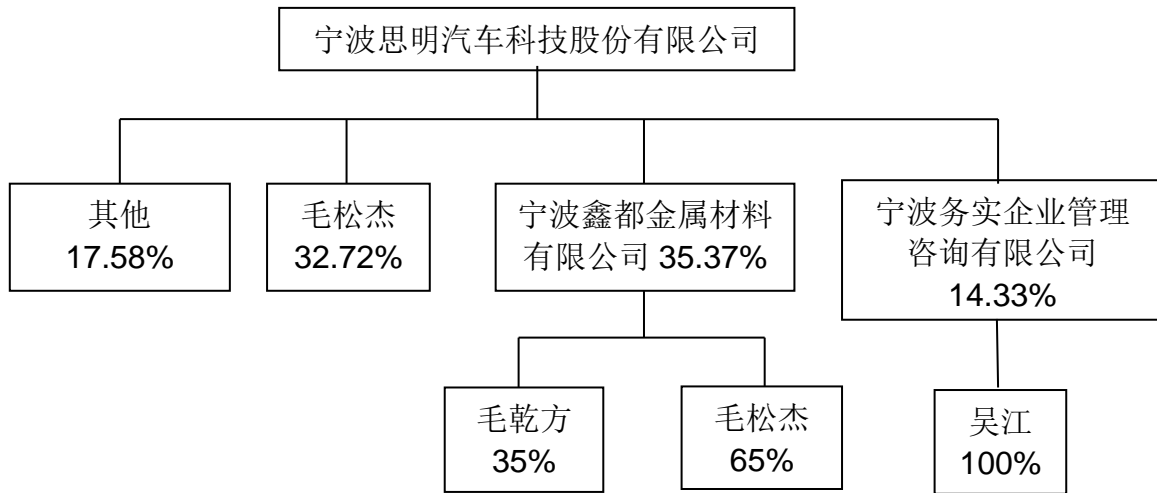 宁波思明汽车科技股份有限公司
其他
17.58%
毛松杰
32.72%
宁波鑫都金属材料
有限公司 35.37%
宁波务实企业管理
咨询有限公司
14.33%
毛乾方
35%
毛松杰
65%
吴江
100%